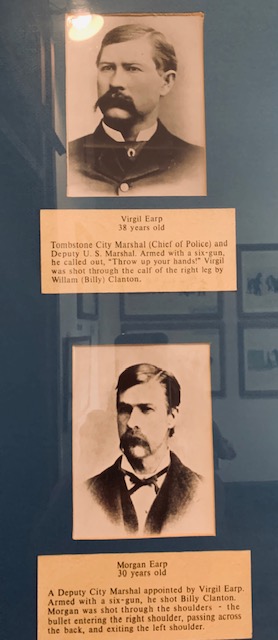 Virgil Earp
38 years old
Tombstone City Marshal (Chief of Police) and
Deputy U. S. Marshal. Armed with a six-gun,
he called out, "Throw up your hands!" Virgil
was shot through the calf of the right leg by
Willam (Billy) Clanton.
Morgan Earp
30 years old
A Deputy City Marshal appointed by Virgil Earp.
Armed with a six-gun, he shot Billy Clanton.
Morgan was shot through the shoulders - the
bullet entering the right shoulder, passing across
the back, and exiting the left shoulder.